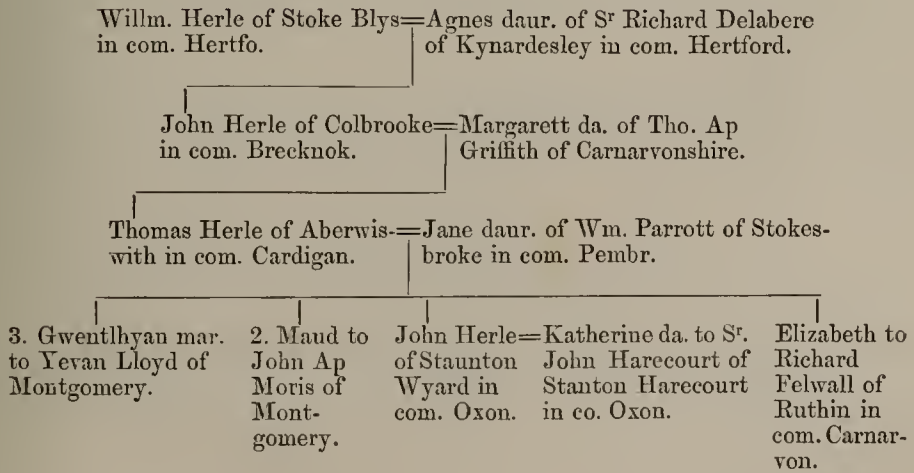 Willm. Herle of Stoke Blys=Agnes daur. of Sr Richard Delabere
in com. Hertfo. of Kynardesley in com. Hertford.
John Herle of Colbrooke=Margarett da. of Tho. Ap
in com. Brecknok. Griffith of Carnarvonshire.
Thomas Herle of Aberwis-=Jane daur. of Wm. Parrott of Stokes-
with in com. Cardigan. broke in com. Pembr.
3. Gwentlhyan mar.
to Yevan Lloyd of
Montgomery.
2. Maud to
John Ap
Moris of
Mont-
gomery.
John Herle=Katherine da. to Sr.
of Staunton John Harecourt of
Wyard in Stanton Harecourt
com. Oxon. in co. Oxon.
Elizabeth to
Richard
Felwall of
Ruthin in
com. Carnar-
von.